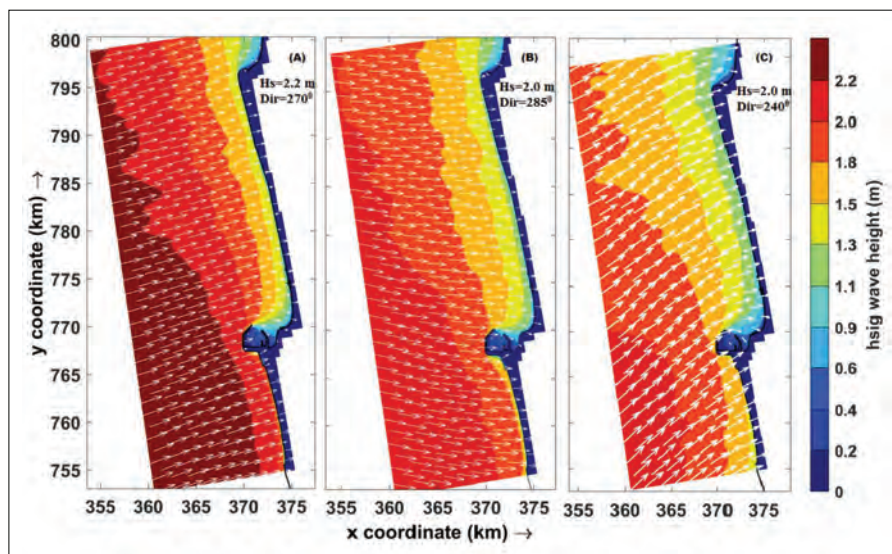 (A)
Hs=2.2 m
Dir=270⁰
(B)
Hs=2.0 m
Dir=285⁰
(C)
Hs=2.0 m
Dir=240⁰
800
795
790
785
780
775
770
765
760
755
y coordinate (km) →
355 360 365 370 375
355 360 365 370 375
355 360 365 370 375
x coordinate (km) →
2.2
2.0
1.8
1.5
1.3
1.1
0.9
0.6
0.4
0.2
0
hsig wave height (m)